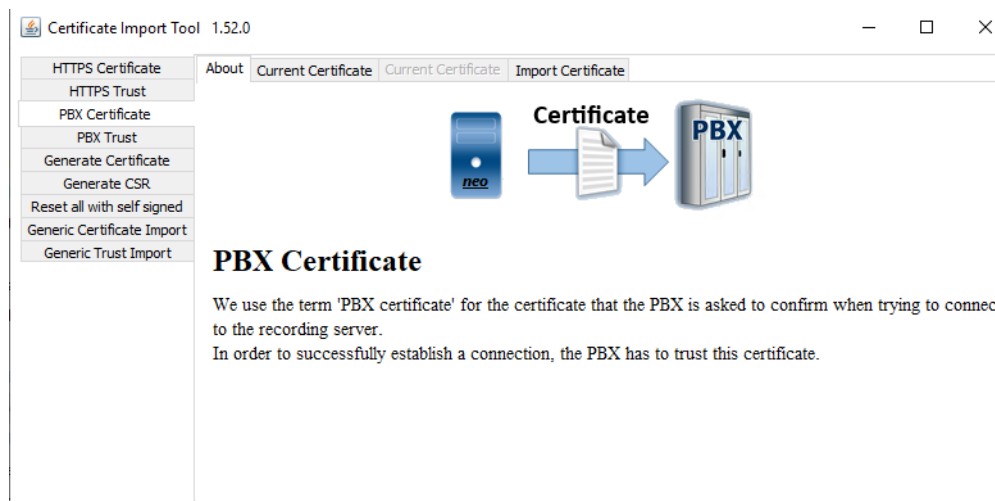 Certificate Import Tool 1.52.0
HTTPS Certificate
HTTPS Trust
PBX Certificate
PBX Trust
Generate Certificate
Generate CSR
Reset all with self signed
Generic Certificate Import
Generic Trust Import
About Current Certificate Current Certificate Import Certificate
Certificate
neo
PBX
PBX Certificate
We use the term 'PBX certificate' for the certificate that the PBX is asked to confirm when trying to connec
to the recording server.
In order to successfully establish a connection, the PBX has to trust this certificate.